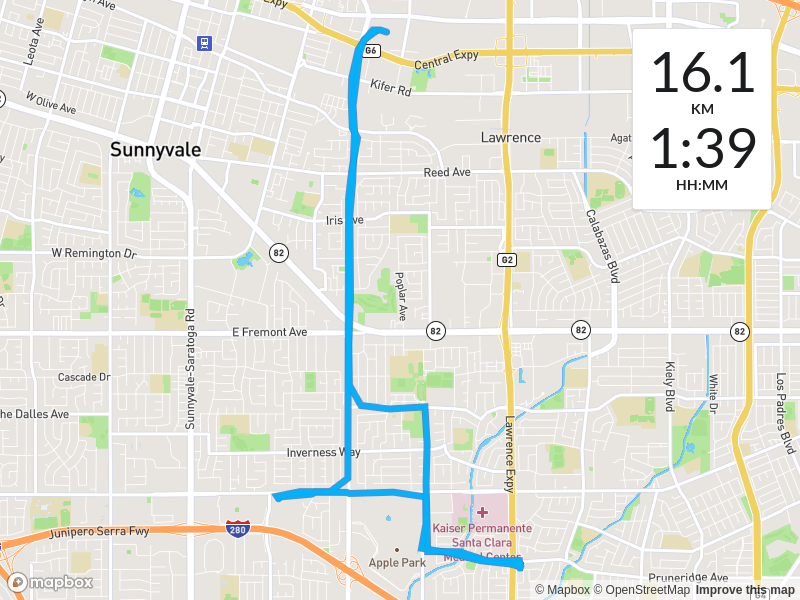 Expy
n Ave
Leota Ave
G6
Central Expy
16.1
KM
1:39
HH:MM
Kifer Rd
W Olive Ave
Sunnyvale
Lawrence
Agat
Reed Ave
Iris Ave
Calabazas Blvd
W Remington Dr
82
G2
Poplar Ave
Sunnyvale-Saratoga Rd
E Fremont Ave
82
82
82
Cascade Dr
Kiely Blvd
White Dr
Los Padres Blvd
he Dalles Ave
Lawrence Expy
Inverness Way
Kaiser Permanente
Santa Clara
Medical Center
Junipero Serra Fwy
280
Apple Park
Pruneridge Ave
mapbox
© Mapbox © OpenStreetMap Improve this map